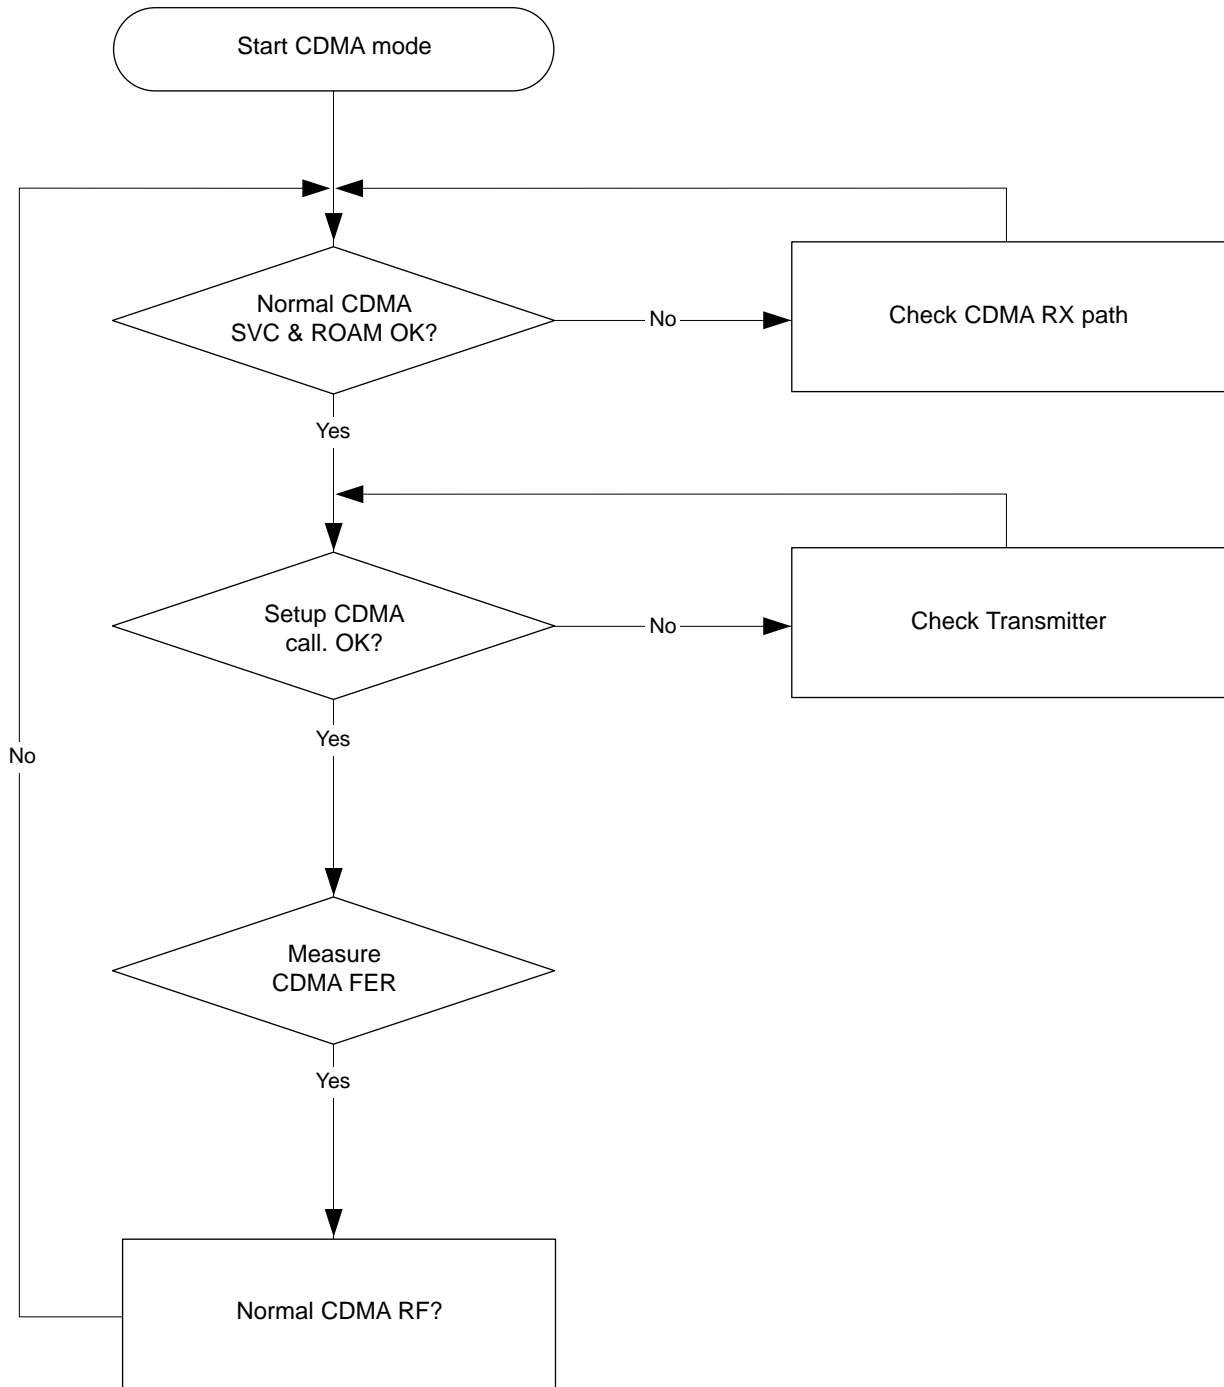 Start CDMA mode
Normal CDMA
SVC & ROAM OK?
No
Check CDMA RX path
Yes
Setup CDMA
call. OK?
No
Check Transmitter
Yes
No
Measure
CDMA FER
Yes
Normal CDMA RF?